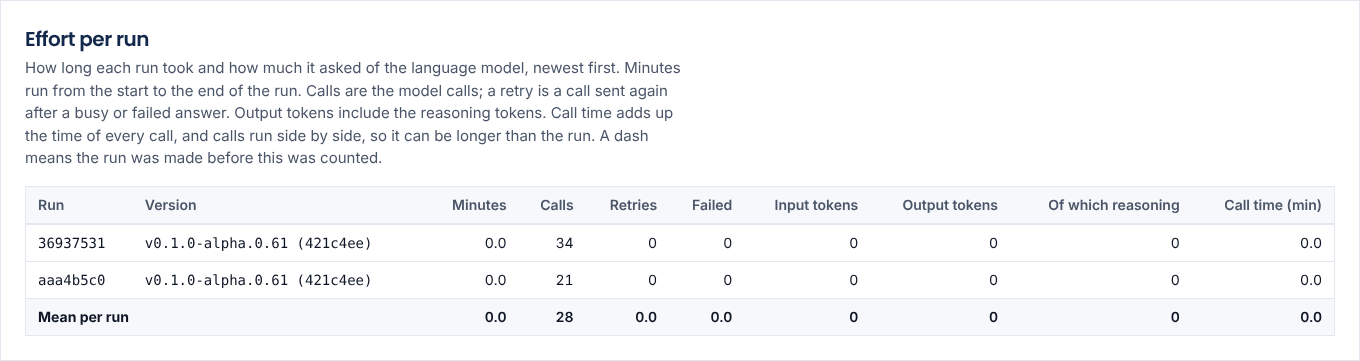 Effort per run
How long each run took and how much it asked of the language model, newest first. Minutes
run from the start to the end of the run. Calls are the model calls; a retry is a call sent again
after a busy or failed answer. Output tokens include the reasoning tokens. Call time adds up
the time of every call, and calls run side by side, so it can be longer than the run. A dash
means the run was made before this was counted.
Run Version Minutes Calls Retries Failed Input tokens Output tokens Of which reasoning Call time (min)
36937531 v0.1.0-alpha.0.61 (421c4ee) 0.0 34 0 0 0 0 0 0.0
aaa4b5c0 v0.1.0-alpha.0.61 (421c4ee) 0.0 21 0 0 0 0 0 0.0
Mean per run 0.0 28 0.0 0.0 0 0 0 0.0